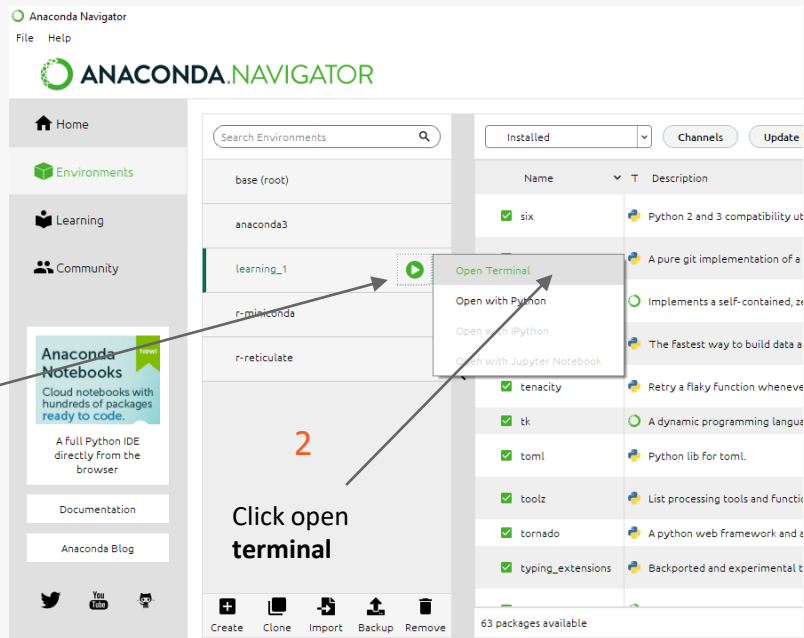 Anaconda Navigator
File Help
ANACONDA.NAVIGATOR
Home
Environments
Learning
Community
Anaconda
Notebooks
New!
Cloud notebooks with
hundreds of packages
ready to code.
A full Python IDE
directly from the
browser
Documentation
Anaconda Blog
You
Tube
Search Environments
base (root)
anaconda3
learning_1
r-miniconda
r-reticulate
2
Click open
terminal
Create Clone Import Backup Remove
Installed Channels Update
Name T Description
six Python 2 and 3 compatibility ut
A pure git implementation of a
Open Terminal
Open with Python
Open with IPython
Open with Jupyter Notebook
Implements a self-contained, ze
The fastest way to build data a
tenacity Retry a flaky function wheneve
tk A dynamic programming langua
toml Python lib for toml.
toolz List processing tools and functio
tornado A python web framework and a
typing_extensions Backported and experimental t
63 packages available